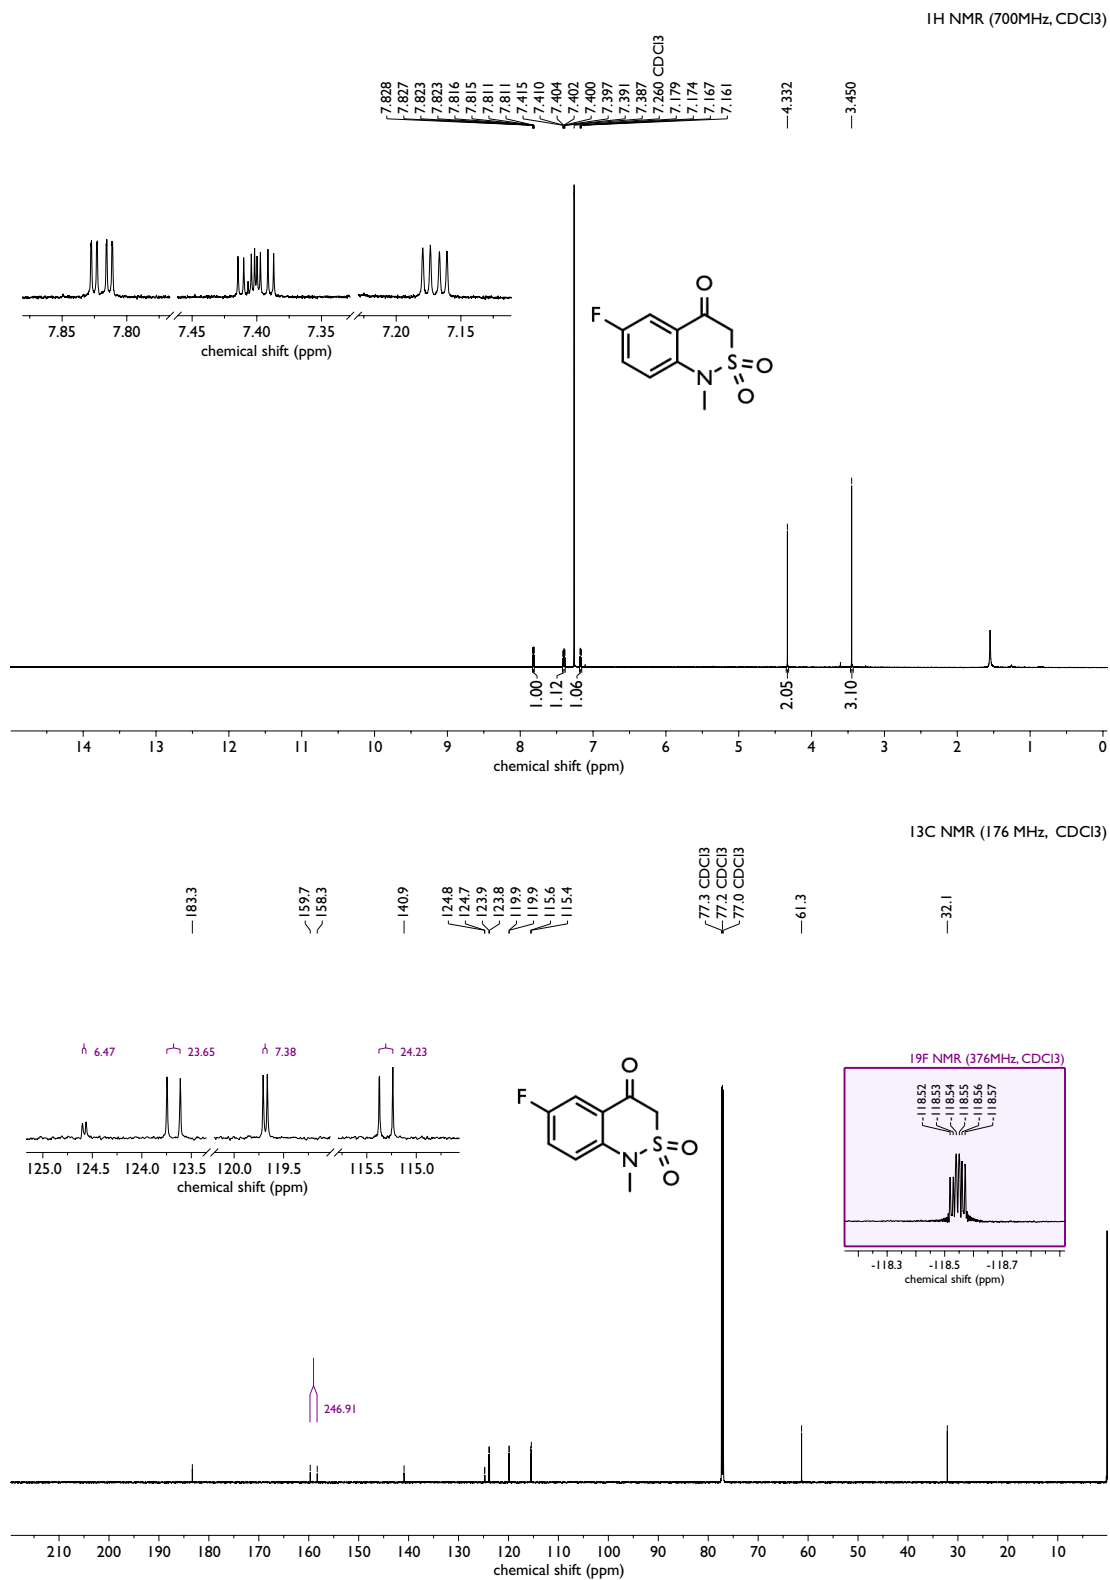 1H NMR (700MHz, CDCl3)
7.828
7.827
7.823
7.823
7.816
7.815
7.811
7.811
7.415
7.410
7.404
7.402
7.400
7.397
7.391
7.387
7.260 CDCl3
7.179
7.174
7.167
7.161
4.332
3.450
7.85 7.80 7.45 7.40 7.35 7.20 7.15
chemical shift (ppm)
O
F
S
O
N
O
1.00
1.12
1.06
2.05
3.10
14 13 12 11 10 9 8 7 6 5 4 3 2 1 0
chemical shift (ppm)
13C NMR (176 MHz, CDCl3)
183.3
159.7
158.3
140.9
124.8
124.7
123.9
123.8
119.9
119.9
115.6
115.4
77.3 CDCl3
77.2 CDCl3
77.0 CDCl3
61.3
32.1
6.47 23.65 7.38 24.23
125.0 124.5 124.0 123.5 120.0 119.5 115.5 115.0
chemical shift (ppm)
O
F
S
O
N
O
19F NMR (376MHz, CDCl3)
-118.52
-118.53
-118.54
-118.55
-118.56
-118.57
-118.3 -118.5 -118.7
chemical shift (ppm)
246.91
210 200 190 180 170 160 150 140 130 120 110 100 90 80 70 60 50 40 30 20 10
chemical shift (ppm)